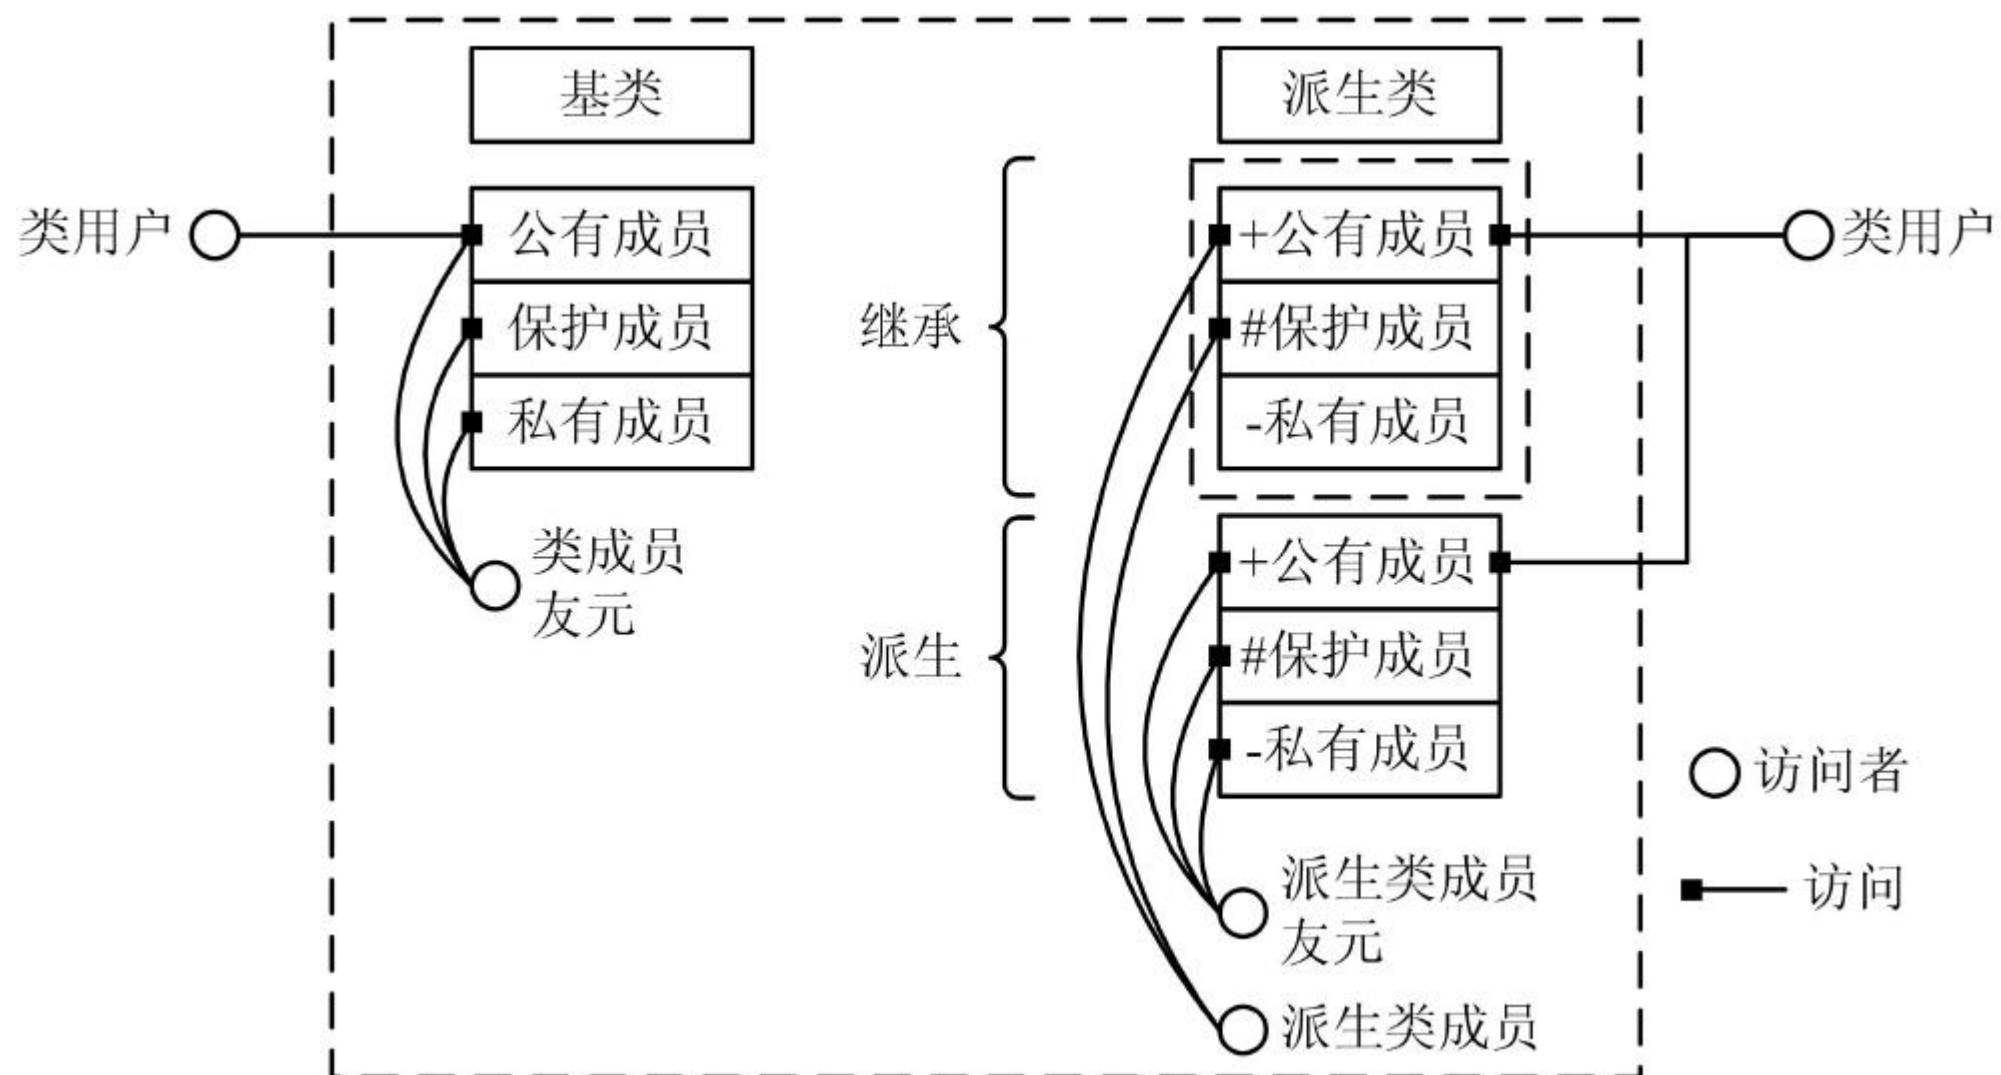 基类
派生类
类用户
公有成员
保护成员
私有成员
类成员
友元
继承
+公有成员
#保护成员
-私有成员
类用户
派生
+公有成员
#保护成员
-私有成员
派生类成员
友元
派生类成员
访问者
访问